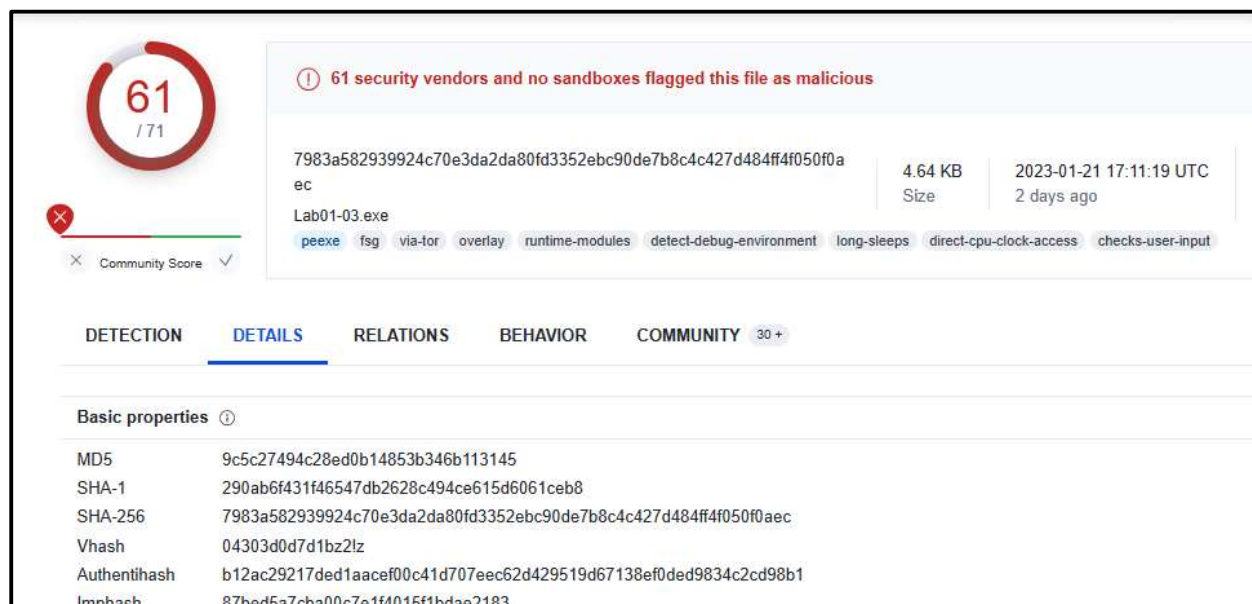 61
/ 71
Community Score
61 security vendors and no sandboxes flagged this file as malicious
7983a582939924c70e3da2da80fd3352ebc90de7b8c4c427d484ff4f050f0a
ec
Lab01-03.exe
4.64 KB
Size
2023-01-21 17:11:19 UTC
2 days ago
peexe fsg via-tor overlay runtime-modules detect-debug-environment long-sleeps direct-cpu-clock-access checks-user-input
DETECTION DETAILS RELATIONS BEHAVIOR COMMUNITY 30 +
Basic properties
MD5 9c5c27494c28ed0b14853b346b113145
SHA-1 290ab6f431f46547db2628c494ce615d6061ceb8
SHA-256 7983a582939924c70e3da2da80fd3352ebc90de7b8c4c427d484ff4f050f0aec
Vhash 04303d0d7d1bz2!z
Authentihash b12ac29217ded1aacef00c41d707eec62d429519d67138ef0ded9834c2cd98b1
Imphash 87bed5a7cba00c7e1f4015f1bdae2183